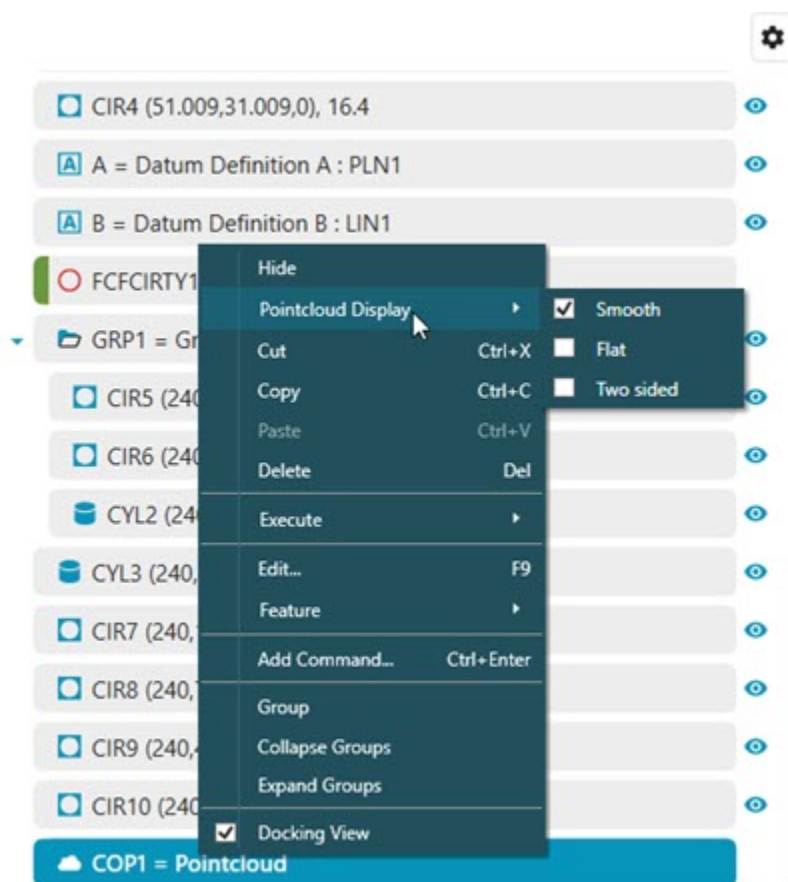 CIR4 (51.009,31.009,0), 16.4
A A = Datum Definition A : PLN1
A B = Datum Definition B : LIN1
FCFCIRTY1
GRP1 = Gr
CIR5 (240
CIR6 (240
CYL2 (24
CYL3 (240,
CIR7 (240,
CIR8 (240,
CIR9 (240,
CIR10 (240
COP1 = Pointcloud
Hide
Pointcloud Display
Cut Ctrl+X
Copy Ctrl+C
Paste Ctrl+V
Delete Del
Execute
Edit... F9
Feature
Add Command... Ctrl+Enter
Group
Collapse Groups
Expand Groups
Docking View
Smooth
Flat
Two sided